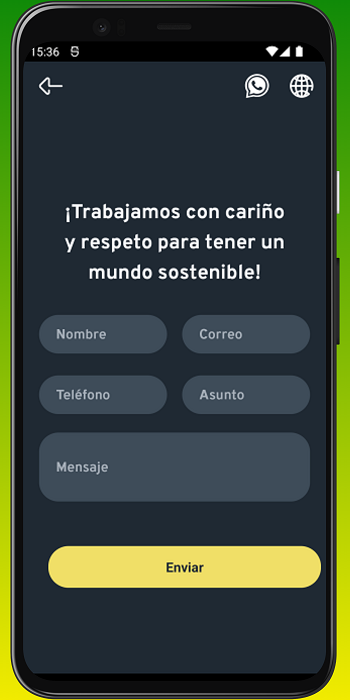 15:36
¡Trabajamos con cariño
y respeto para tener un
mundo sostenible!
Nombre Correo
Teléfono Asunto
Mensaje
Enviar